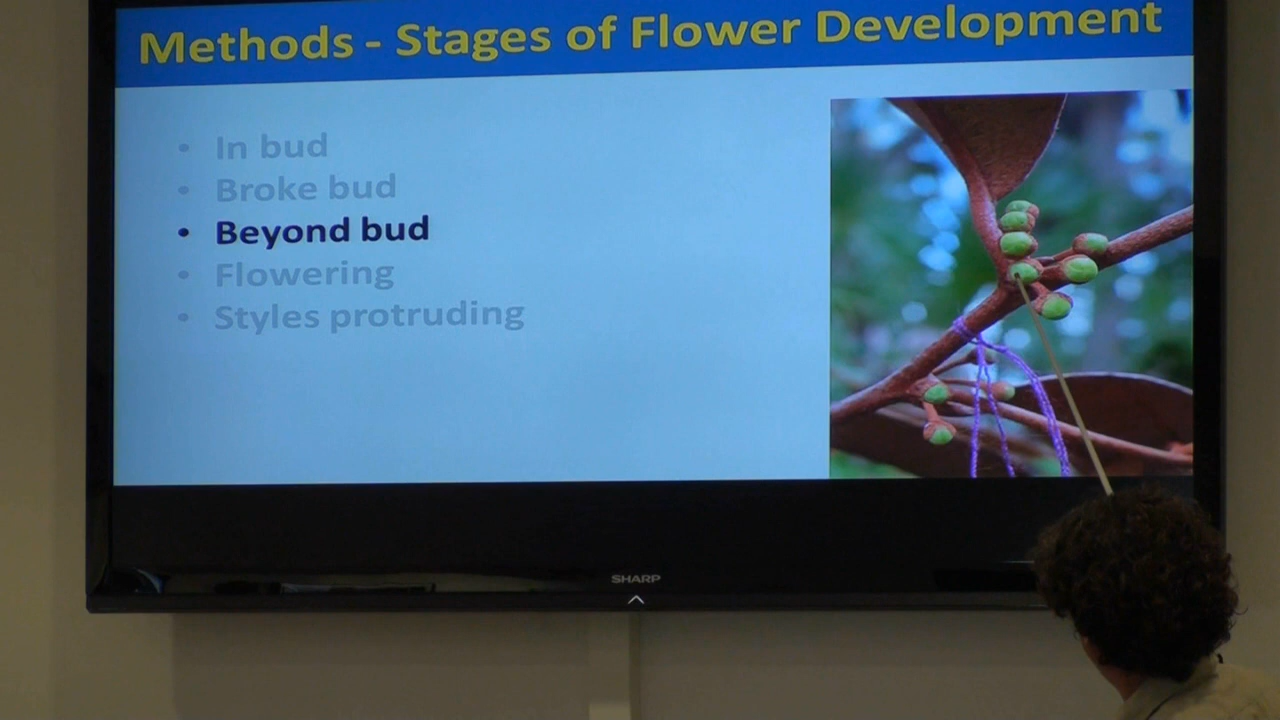 Methods - Stages of Flower Development
• In bud
• Broke bud
• Beyond bud
• Flowering
• Styles protruding
SHARP